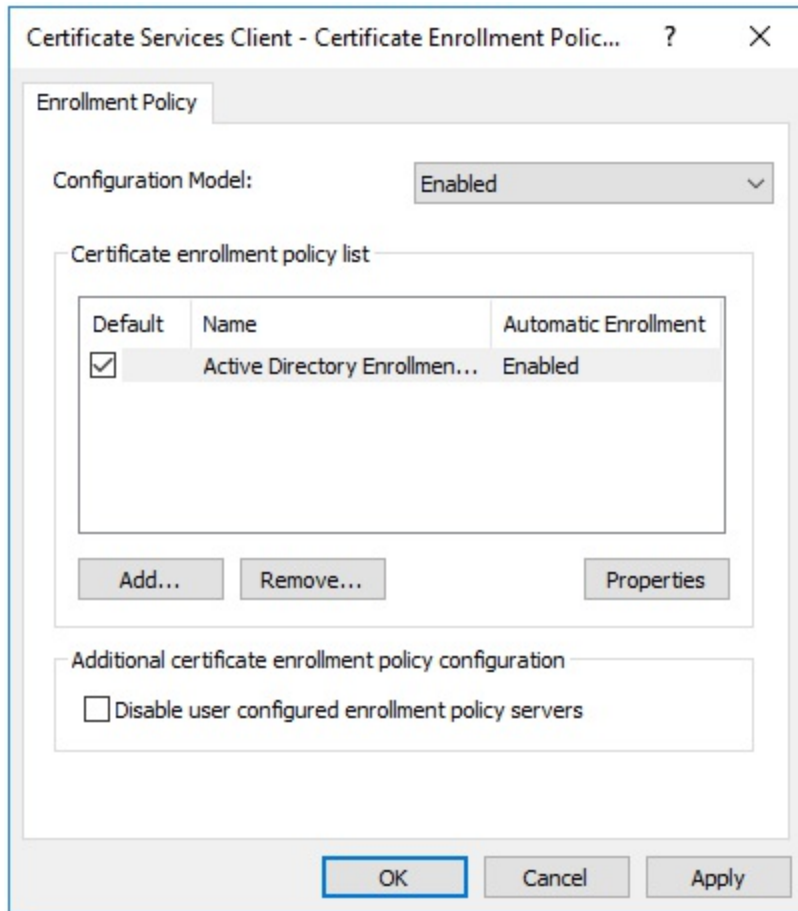 Certificate Services Client - Certificate Enrollment Polic... ?
Enrollment Policy
Configuration Model: Enabled
Certificate enrollment policy list
Default Name Automatic Enrollment
Active Directory Enrollmen... Enabled
Add... Remove... Properties
Additional certificate enrollment policy configuration
Disable user configured enrollment policy servers
OK Cancel Apply